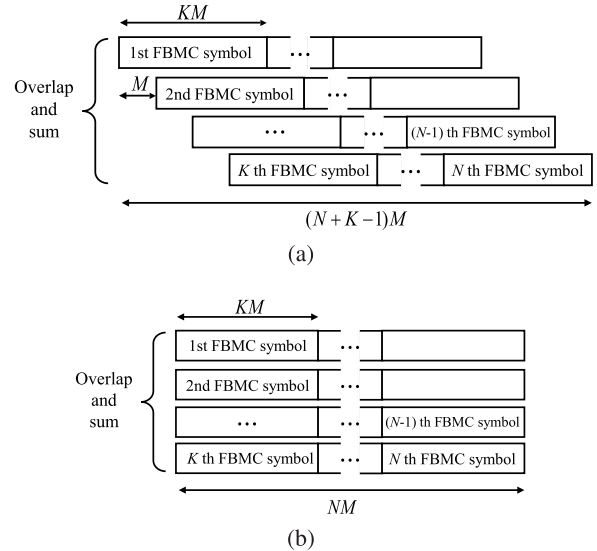 KM
1st FBMC symbol ...
M
2nd FBMC symbol ...
Overlap
and
sum
... ... (N-1) th FBMC symbol
K th FBMC symbol ... N th FBMC symbol
(N + K −1)M
(a)
KM
1st FBMC symbol ...
2nd FBMC symbol ...
Overlap
and
sum
... ... (N-1) th FBMC symbol
K th FBMC symbol ... N th FBMC symbol
NM
(b)